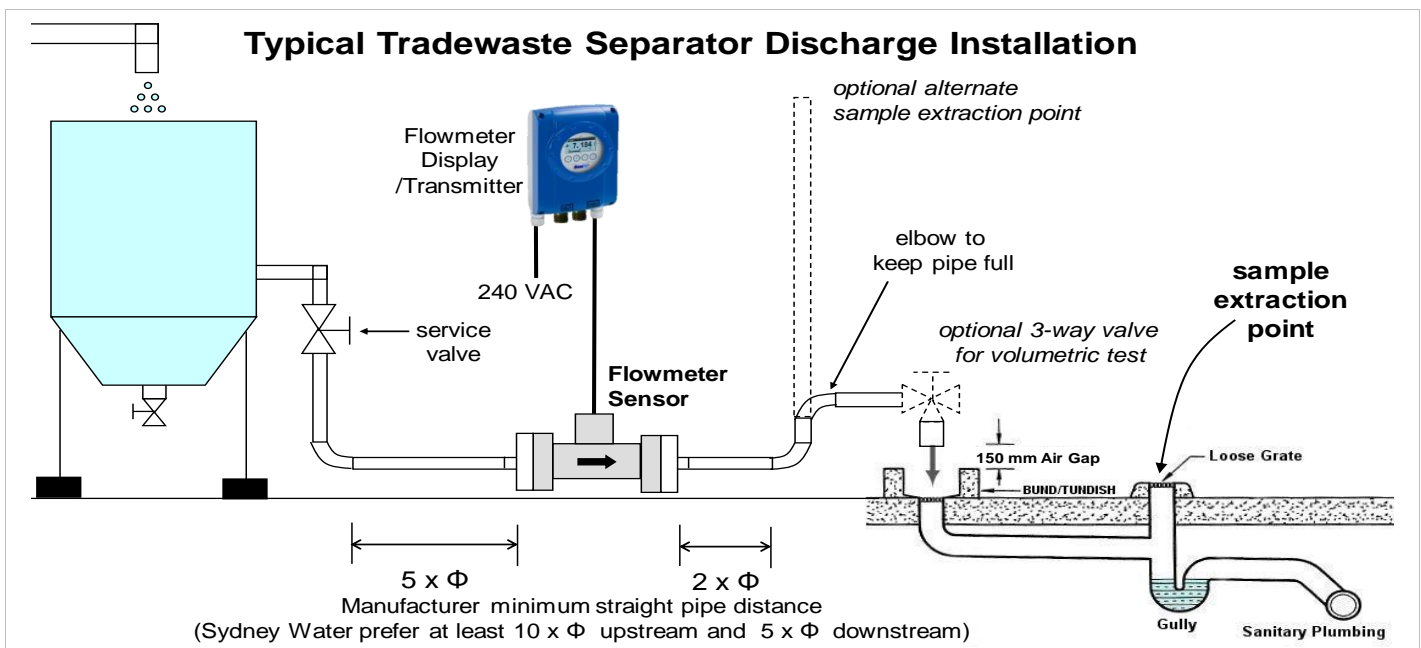 Typical Tradewaste Separator Discharge Installation
optional alternate
sample extraction point
Flowmeter
Display
/Transmitter
7. 184
elbow to
keep pipe full
sample
extraction
point
240 VAC
service
valve
optional 3-way valve
for volumetric test
Flowmeter
Sensor
150 mm Air Gap
Loose Grate
BUND/TUNDISH
5 x Φ
2 x Φ
Manufacturer minimum straight pipe distance
(Sydney Water prefer at least 10 x Φ upstream and 5 x Φ downstream)
Gully
Sanitary Plumbing